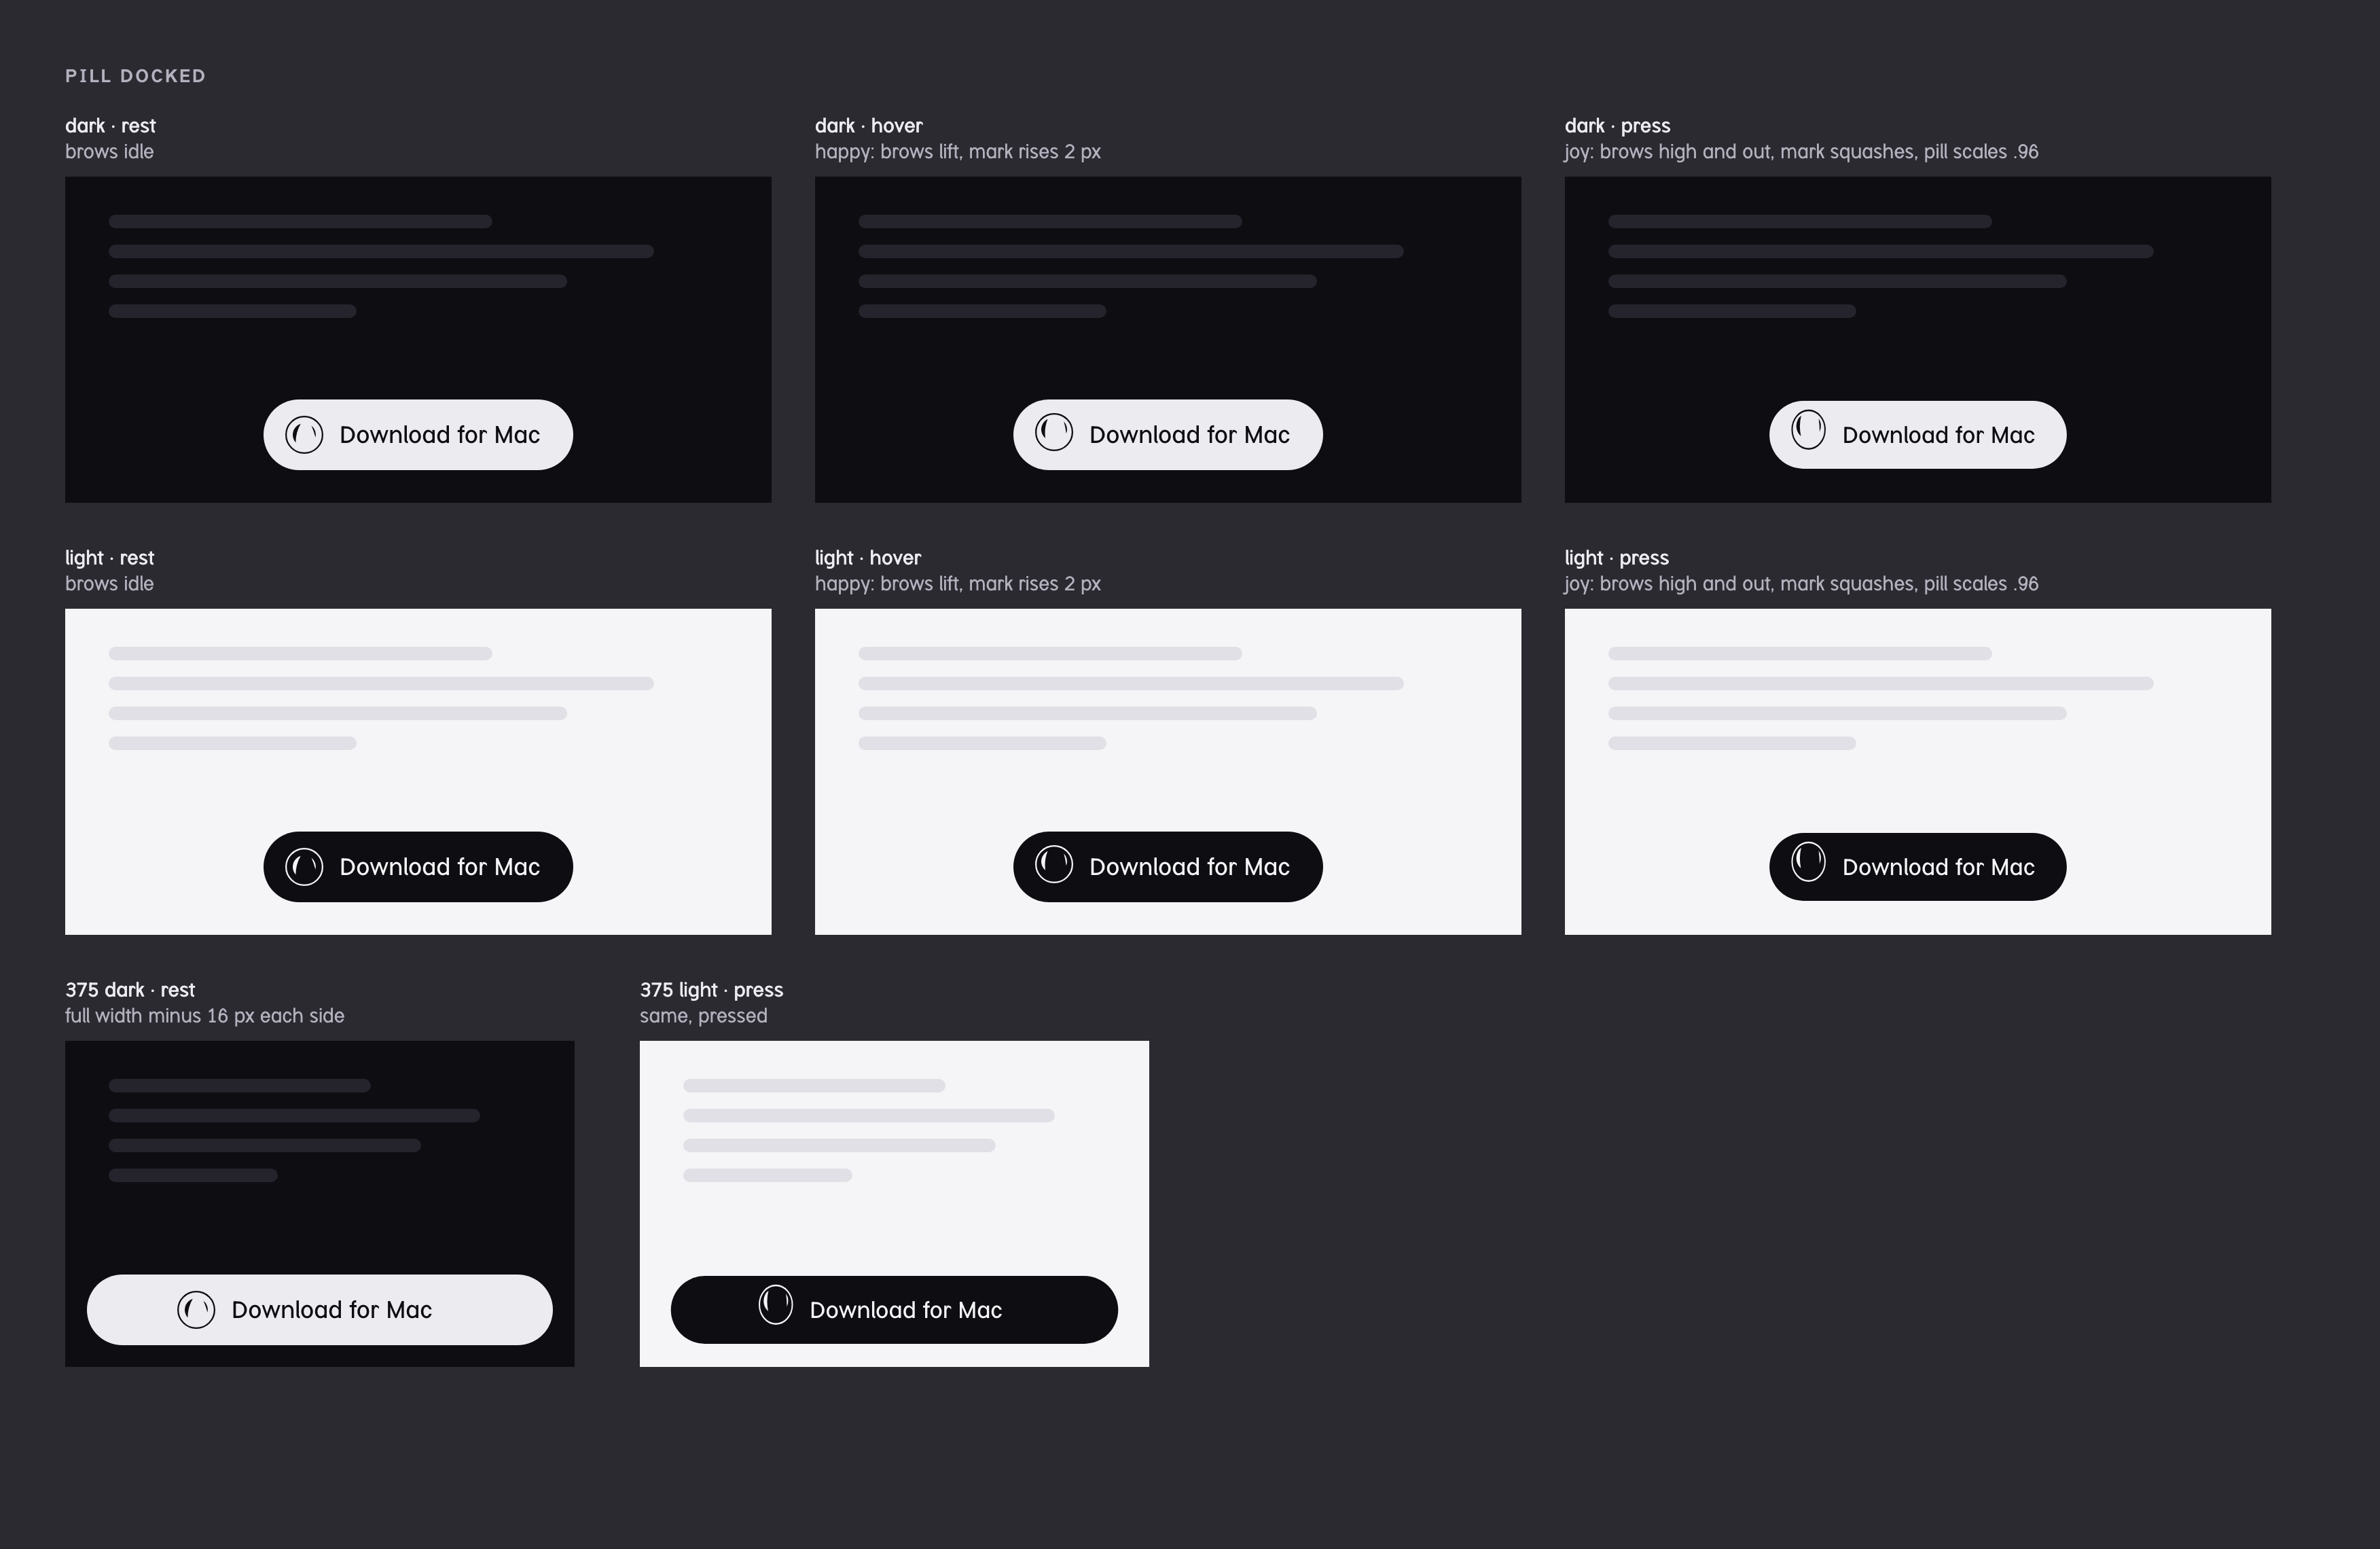 PILL DOCKED
dark · rest
brows idle
dark · hover
happy: brows lift, mark rises 2 px
dark · press
joy: brows high and out, mark squashes, pill scales .96
Download for Mac
Download for Mac
Download for Mac
light · rest
brows idle
light · hover
happy: brows lift, mark rises 2 px
light · press
joy: brows high and out, mark squashes, pill scales .96
Download for Mac
Download for Mac
Download for Mac
375 dark · rest
full width minus 16 px each side
375 light · press
same, pressed
Download for Mac
Download for Mac